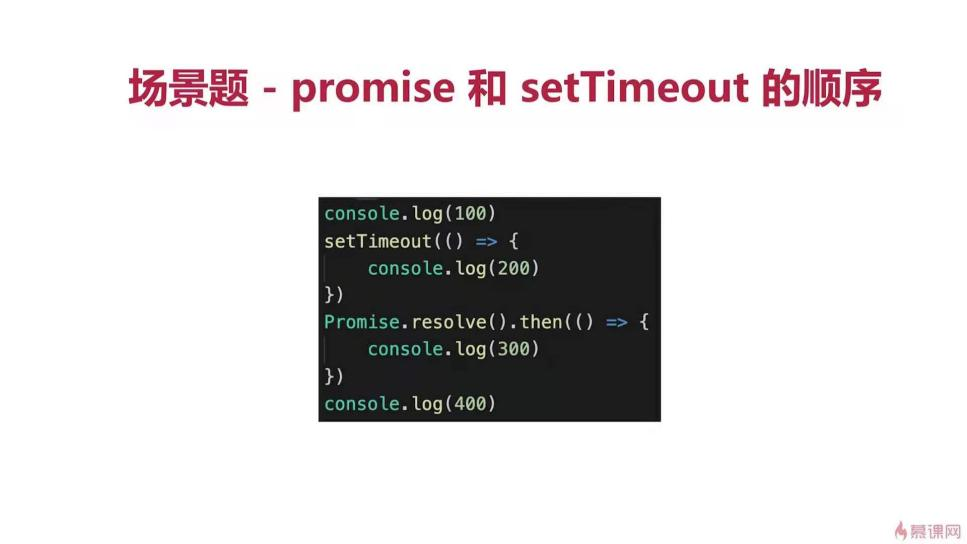 场景题 - promise 和 setTimeout 的顺序
console.log(100)
setTimeout(() => {
    console.log(200)
})
Promise.resolve().then(() => {
    console.log(300)
})
console.log(400)
慕课网